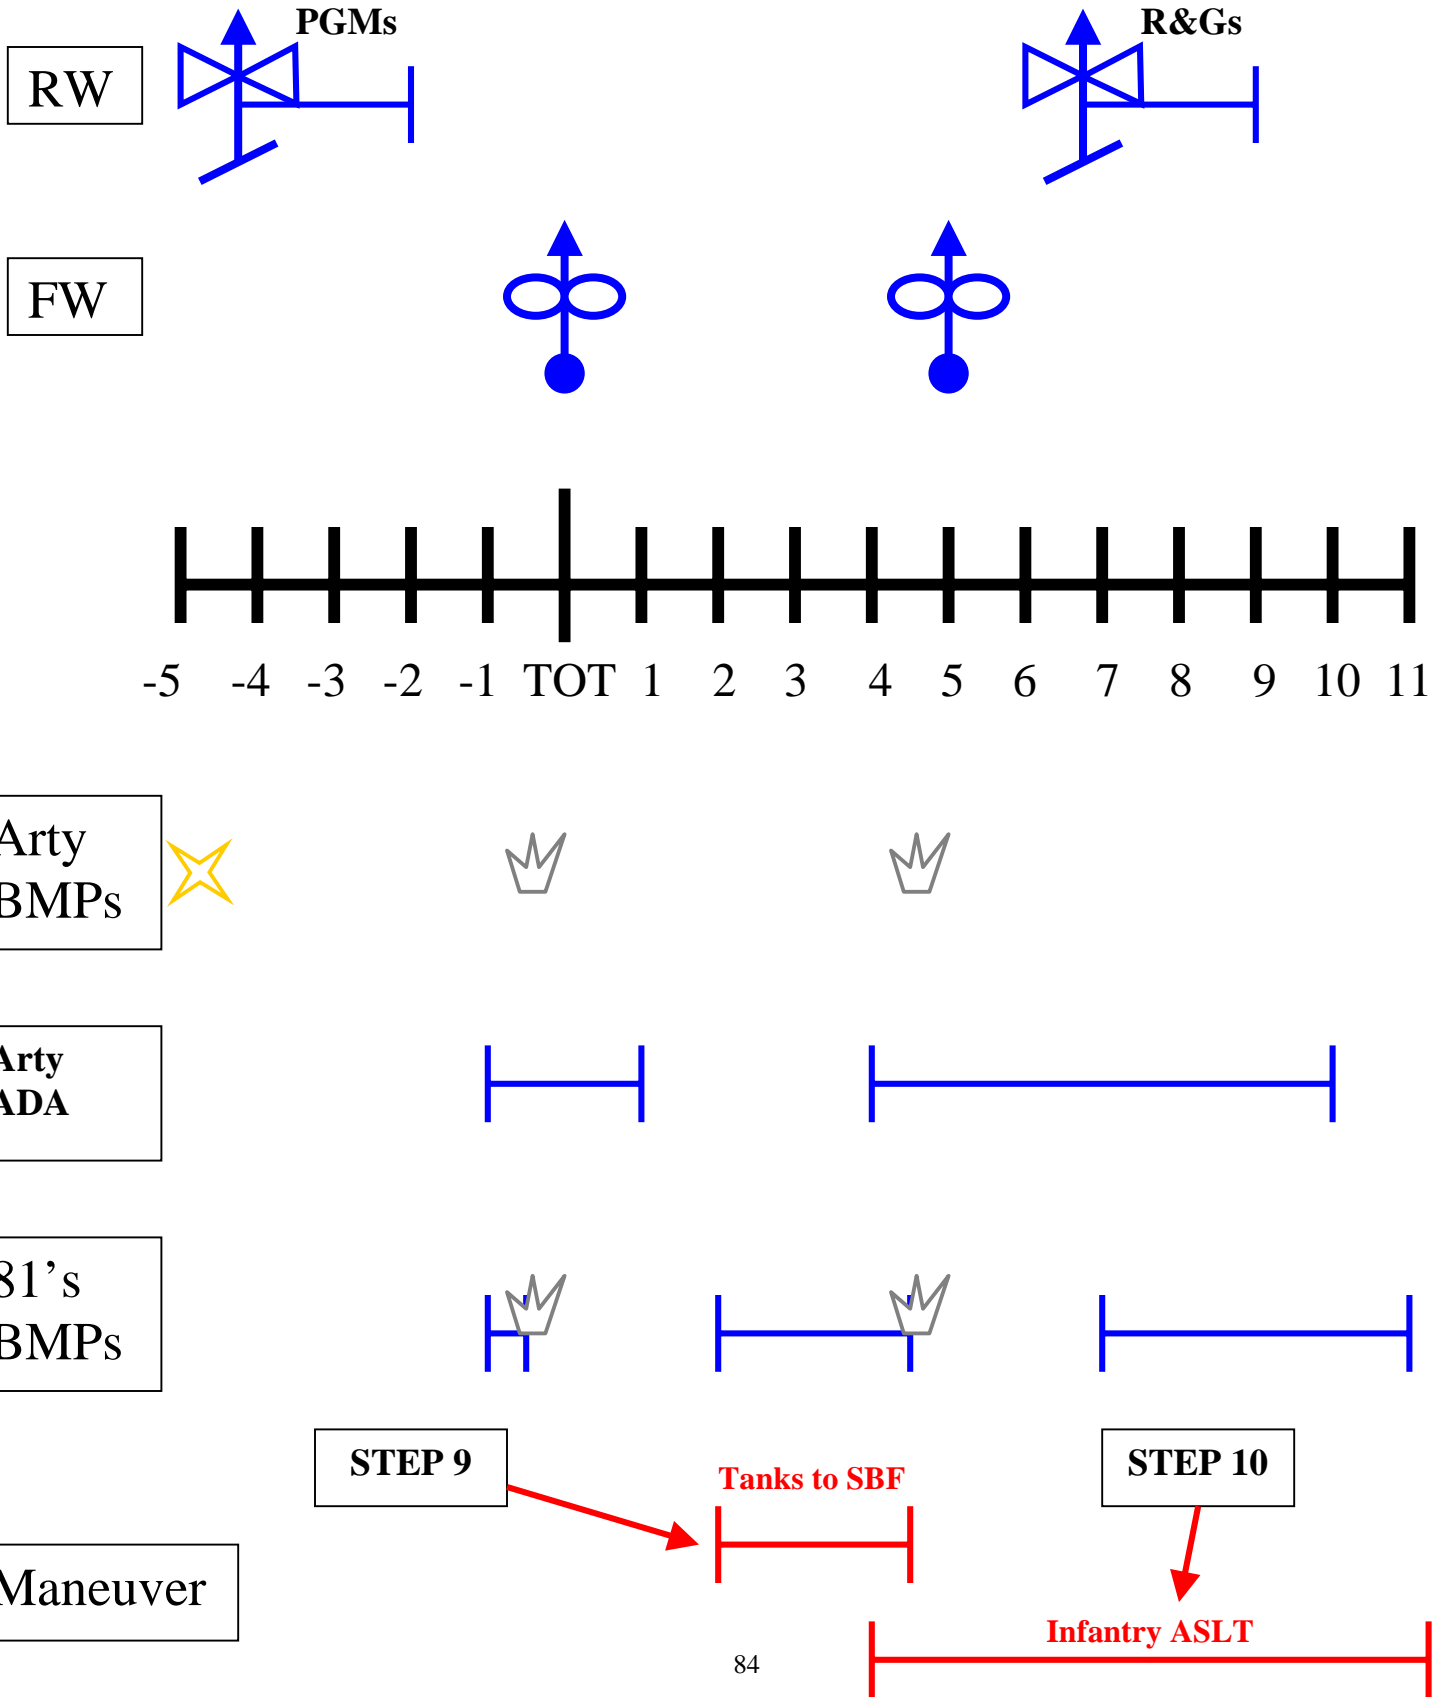 PGMs
R&Gs
RW
FW
-5 -4 -3 -2 -1 TOT 1 2 3 4 5 6 7 8 9 10 11
Arty
BMPs
Arty
ADA
81's
BMPs
STEP 9
Tanks to SBF
STEP 10
Maneuver
Infantry ASLT
84